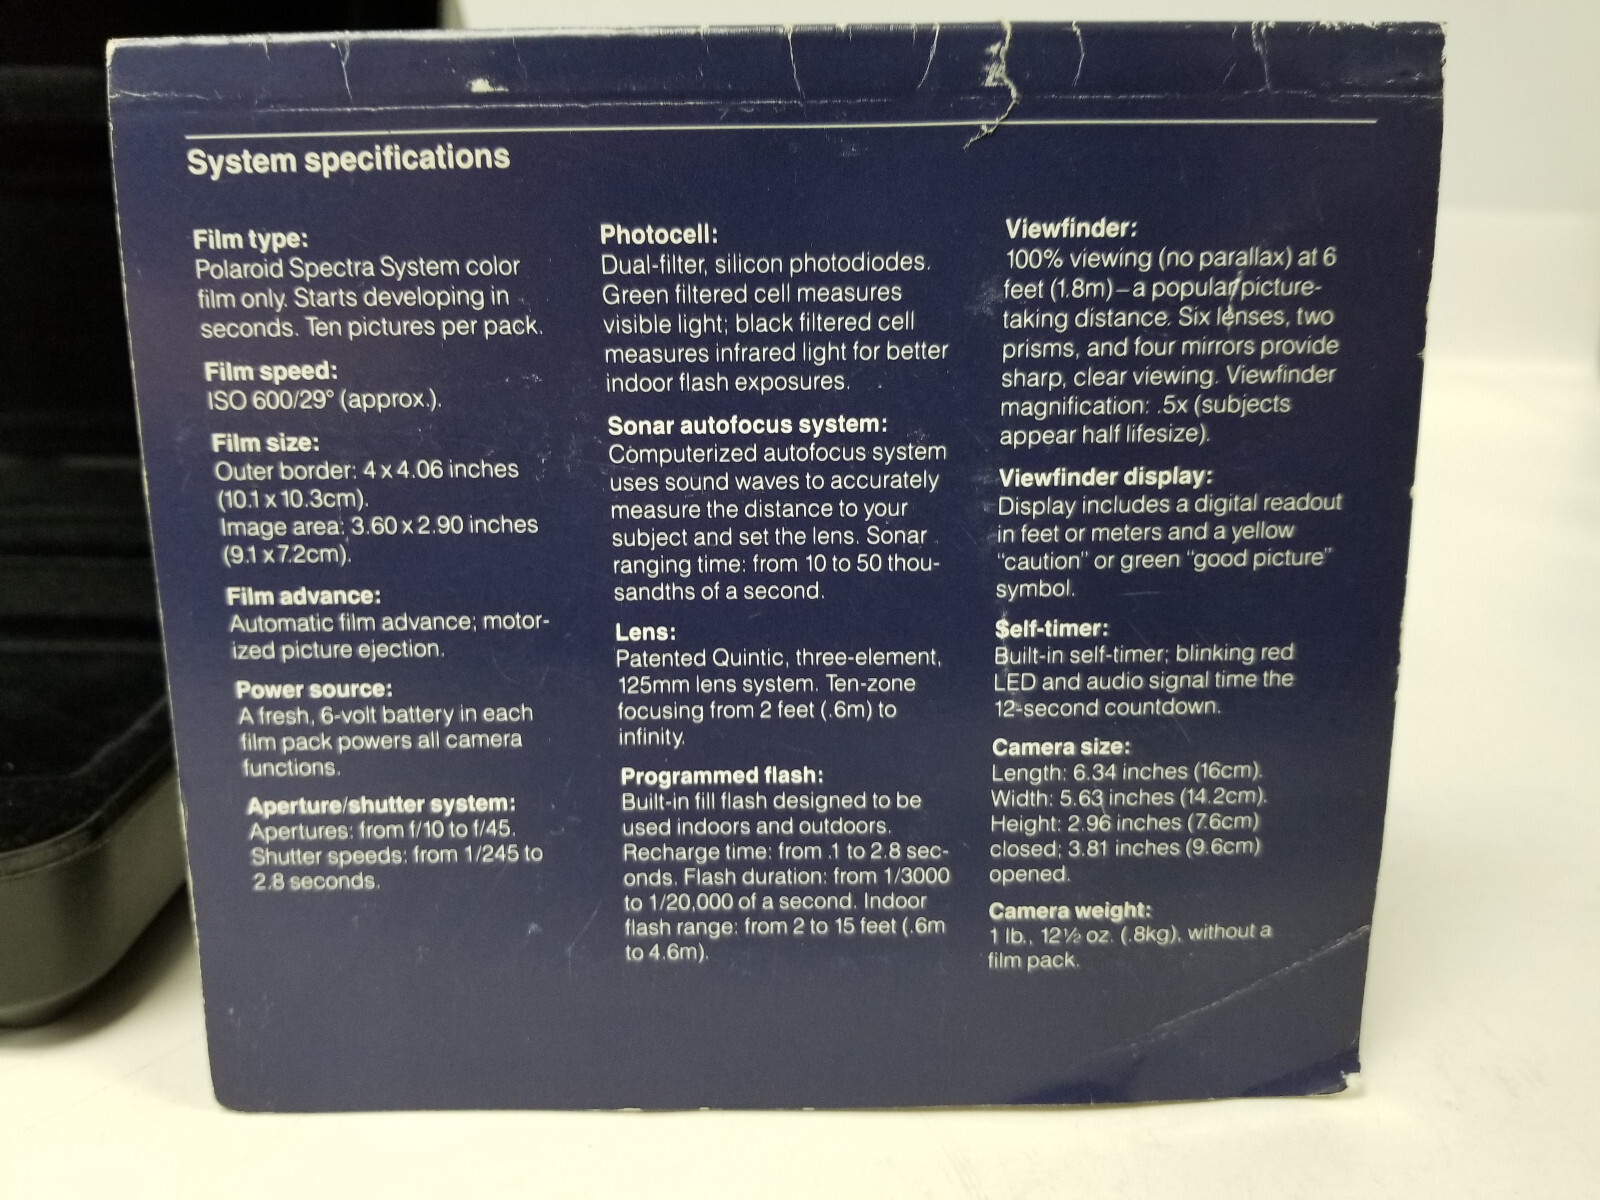 System specifications
Film type:
Polaroid Spectra System color
film only. Starts developing in
seconds. Ten pictures per pack.
Film speed:
ISO 600/29° (approx.).
Film size:
Outer border: 4 x 4.06 inches
(10.1 x 10.3cm).
Image area: 3.60 x 2.90 inches
(9.1 x 7.2cm).
Film advance:
Automatic film advance; motor-
ized picture ejection.
Power source:
A fresh, 6-volt battery in each
film pack powers all camera
functions.
Aperture/shutter system:
Apertures: from f/10 to f/45.
Shutter speeds: from 1/245 to
2.8 seconds.
Photocell:
Dual-filter, silicon photodiodes.
Green filtered cell measures
visible light; black filtered cell
measures infrared light for better
indoor flash exposures.
Sonar autofocus system:
Computerized autofocus system
uses sound waves to accurately
measure the distance to your
subject and set the lens. Sonar
ranging time: from 10 to 50 thou-
sandths of a second.
Lens:
Patented Quintic, three-element,
125mm lens system. Ten-zone
focusing from 2 feet (.6m) to
infinity.
Programmed flash:
Built-in fill flash designed to be
used indoors and outdoors.
Recharge time: from .1 to 2.8 sec-
onds. Flash duration: from 1/3000
to 1/20,000 of a second. Indoor
flash range: from 2 to 15 feet (.6m
to 4.6m).
Viewfinder:
100% viewing (no parallax) at 6
feet (1.8m)–a popular picture-
taking distance. Six lenses, two
prisms, and four mirrors provide
sharp, clear viewing. Viewfinder
magnification: .5x (subjects
appear half lifesize).
Viewfinder display:
Display includes a digital readout
in feet or meters and a yellow
“caution” or green “good picture”
symbol.
Self-timer:
Built-in self-timer; blinking red
LED and audio signal time the
12-second countdown.
Camera size:
Length: 6.34 inches (16cm).
Width: 5.63 inches (14.2cm).
Height: 2.96 inches (7.6cm)
closed; 3.81 inches (9.6cm)
opened.
Camera weight:
1 lb., 12½ oz. (.8kg), without a
film pack.